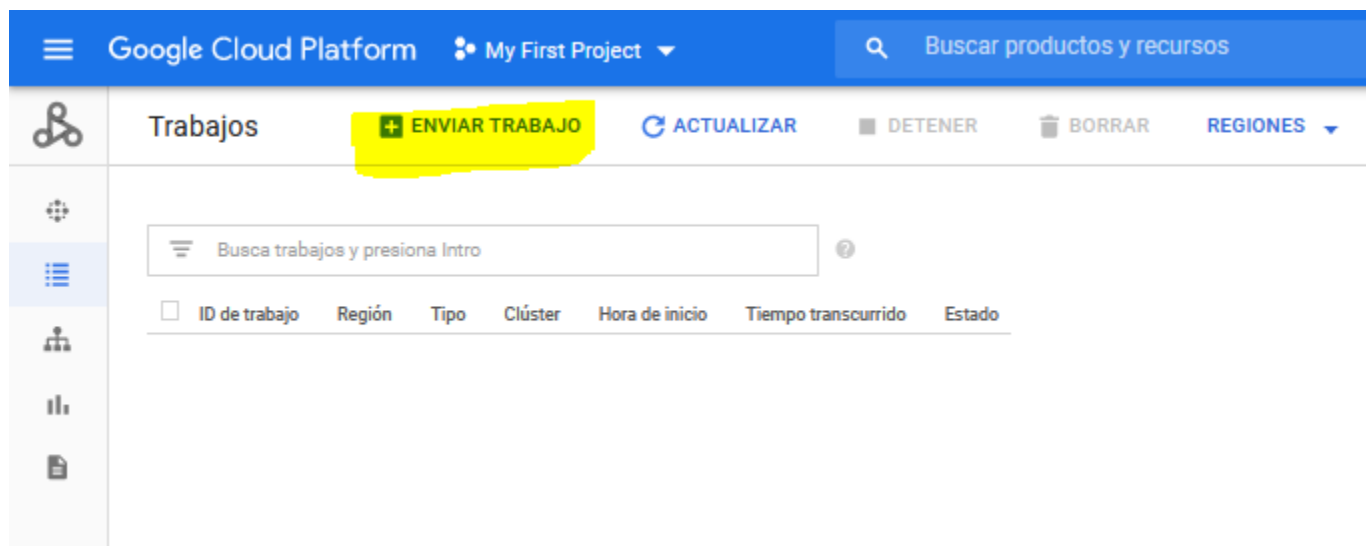 Google Cloud Platform My First Project Buscar productos y recursos
Trabajos ENVIAR TRABAJO ACTUALIZAR DETENER BORRAR REGIONES
Busca trabajos y presiona Intro
ID de trabajo Región Tipo Clúster Hora de inicio Tiempo transcurrido Estado